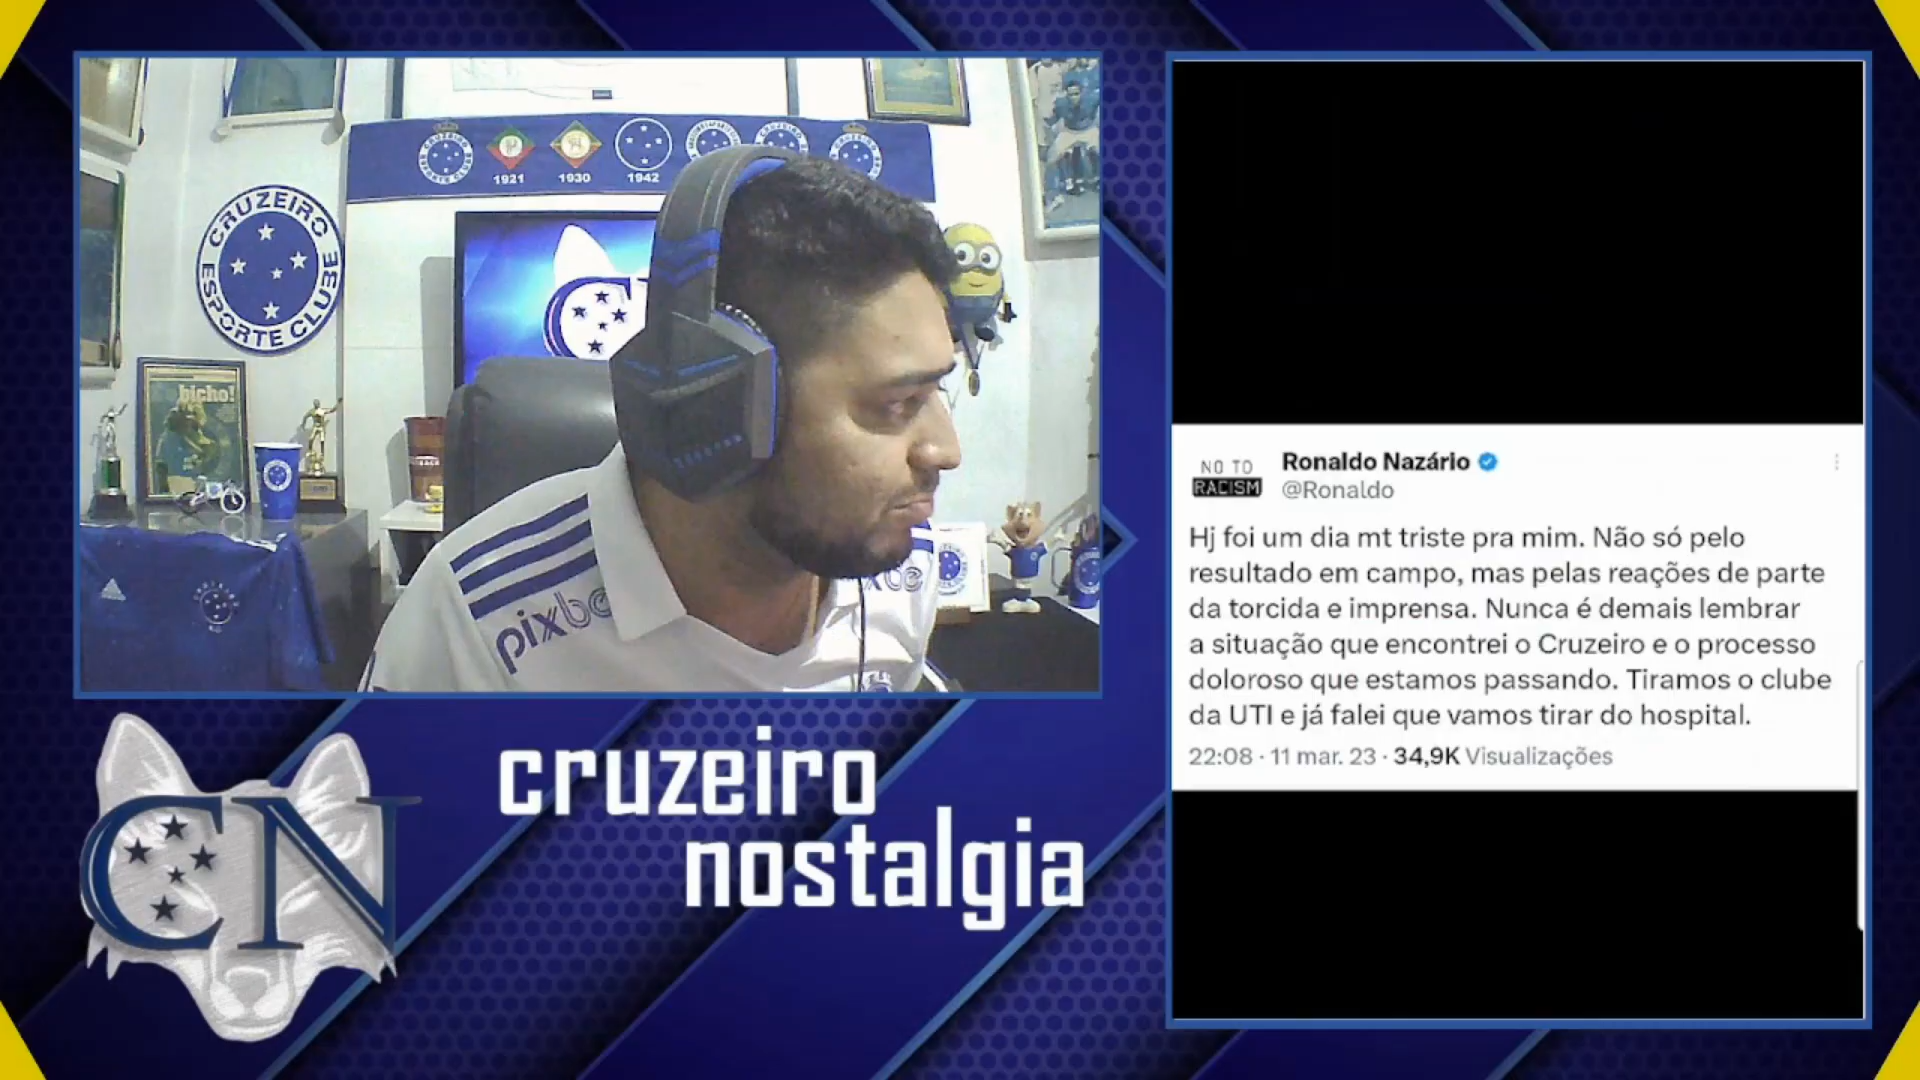 CRUZEIRO
ESPORTE CLUBE
1921
1930
1942
bicho!
pixbe
NO TO
RACISM
Ronaldo Nazário
@Ronaldo
Hj foi um dia mt triste pra mim. Não só pelo
resultado em campo, mas pelas reações de parte
da torcida e imprensa. Nunca é demais lembrar
a situação que encontrei o Cruzeiro e o processo
doloroso que estamos passando. Tiramos o clube
da UTI e já falei que vamos tirar do hospital.
22:08 · 11 mar. 23 · 34,9K Visualizações
CN
cruzeiro
nostalgia